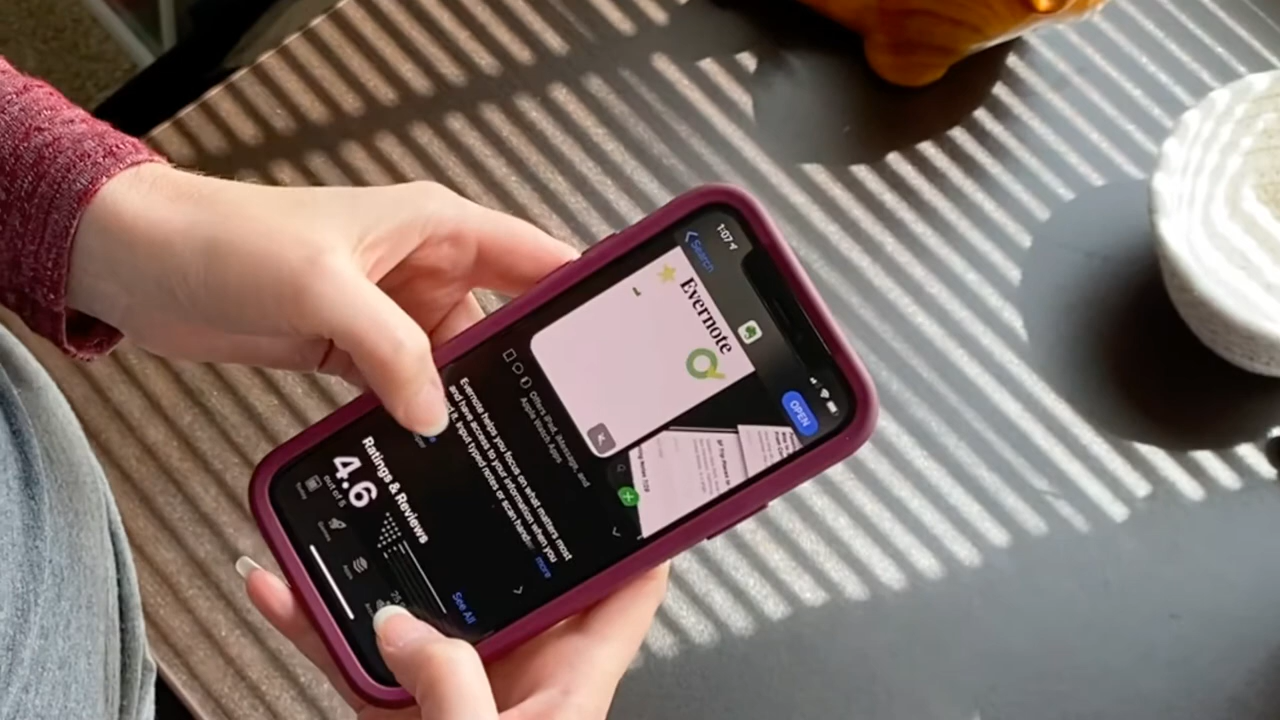 1:07
Search
OPEN
Evernote
Offers iPad, iMessage, and
Apple Watch Apps
Evernote helps you focus on what matters most
and have access to your information when you
need it. Input typed notes or scan hand...
more
Ratings & Reviews
See All
4.6
out of 5
Apps